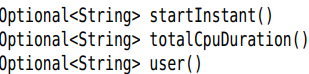 Optional<String> startInstant()
Optional<String> totalCpuDuration()
Optional<String> user()